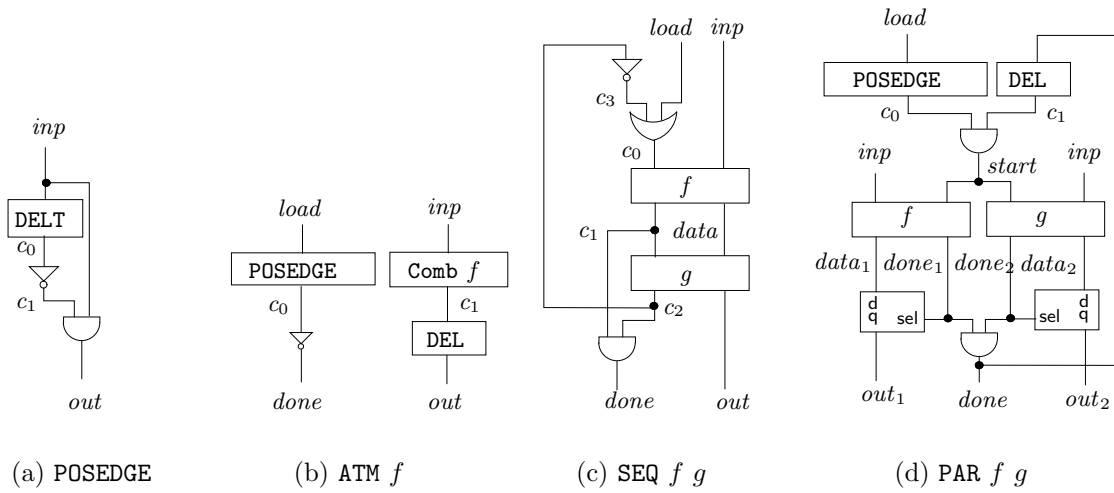 load inp
load
c₃
POSEDGE DEL
c₀ c₁
inp
c₀
load inp
start
inp inp
DELT
f
f g
c₀
c₁ data
POSEDGE Comb f
g
data₁ done₁ done₂ data₂
c₁
c₀ c₁
c₂
d d
q sel sel q
DEL
out done out
done out
out₁ done out₂
(a) POSEDGE (b) ATM f (c) SEQ f g (d) PAR f g